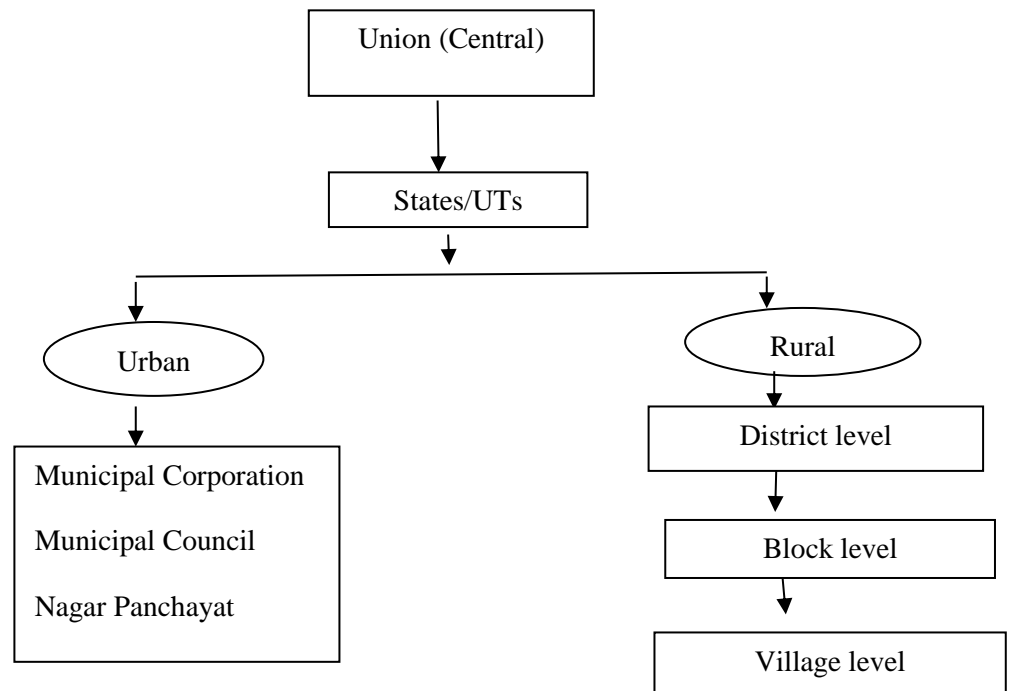 Union (Central)
States/UTs
Urban
Rural
Municipal Corporation
Municipal Council
Nagar Panchayat
District level
Block level
Village level